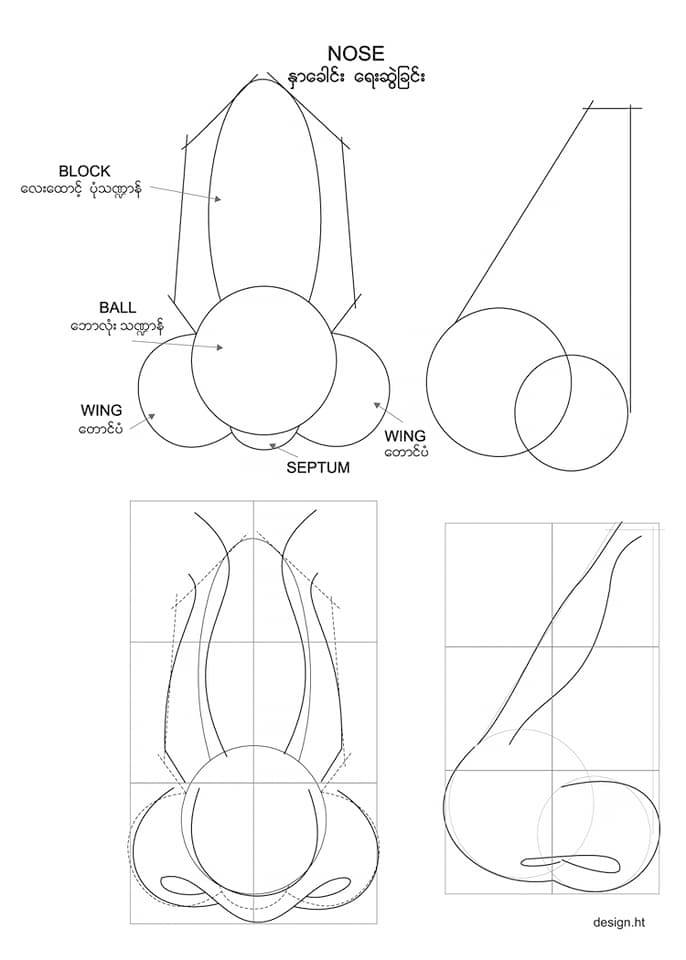 NOSE
နှာခေါင်း ရေးဆွဲခြင်း
BLOCK
လေးထောင့် ပုံသဏ္ဍာန်
BALL
ဘောလုံး သဏ္ဍာန်
WING
တောင်ပံ
WING
တောင်ပံ
SEPTUM
design.ht